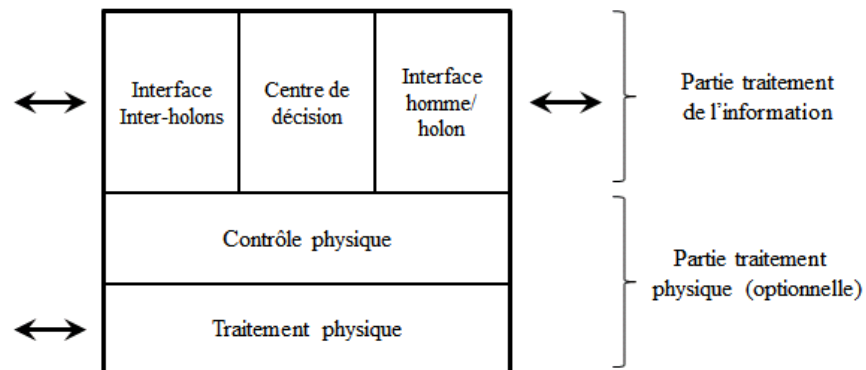 Interface
Inter-holons
Centre de
décision
Interface
homme/
holon
Partie traitement
de l'information
Contrôle physique
Traitement physique
Partie traitement
physique (optionnelle)